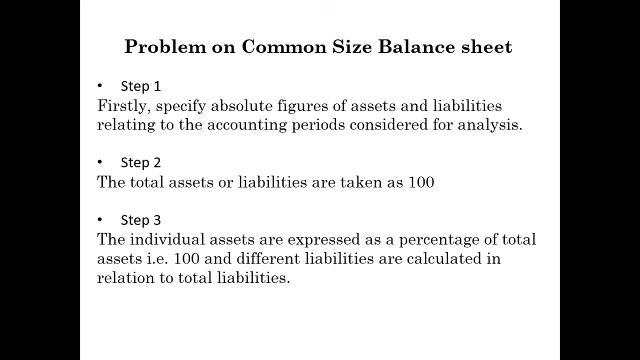 Problem on Common Size Balance sheet
• Step 1
Firstly, specify absolute figures of assets and liabilities
relating to the accounting periods considered for analysis.
• Step 2
The total assets or liabilities are taken as 100
• Step 3
The individual assets are expressed as a percentage of total
assets i.e. 100 and different liabilities are calculated in
relation to total liabilities.